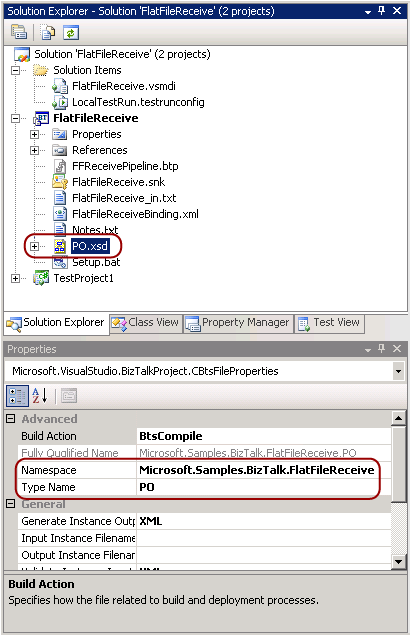 Solution Explorer - Solution 'FlatFileReceive' (2 projects)
Solution 'FlatFileReceive' (2 projects)
Solution Items
FlatFileReceive.vsmdi
LocalTestRun.testrunconfig
FlatFileReceive
Properties
References
FFReceivePipeline.btp
FlatFileReceive.snk
FlatFileReceive_in.txt
FlatFileReceiveBinding.xml
Notes.txt
PO.xsd
Setup.bat
TestProject1
Solution Explorer Class View Property Manager Test View
Properties
Microsoft.VisualStudio.BizTalkProject.CBtsFileProperties
Advanced
Build Action BtsCompile
Fully Qualified Name Microsoft.Samples.BizTalk.FlatFileReceive.PO
Namespace Microsoft.Samples.BizTalk.FlatFileReceive
Type Name PO
General
Generate Instance Outp XML
Input Instance Filename
Output Instance Filenar
Build Action
Specifies how the file related to build and deployment processes.